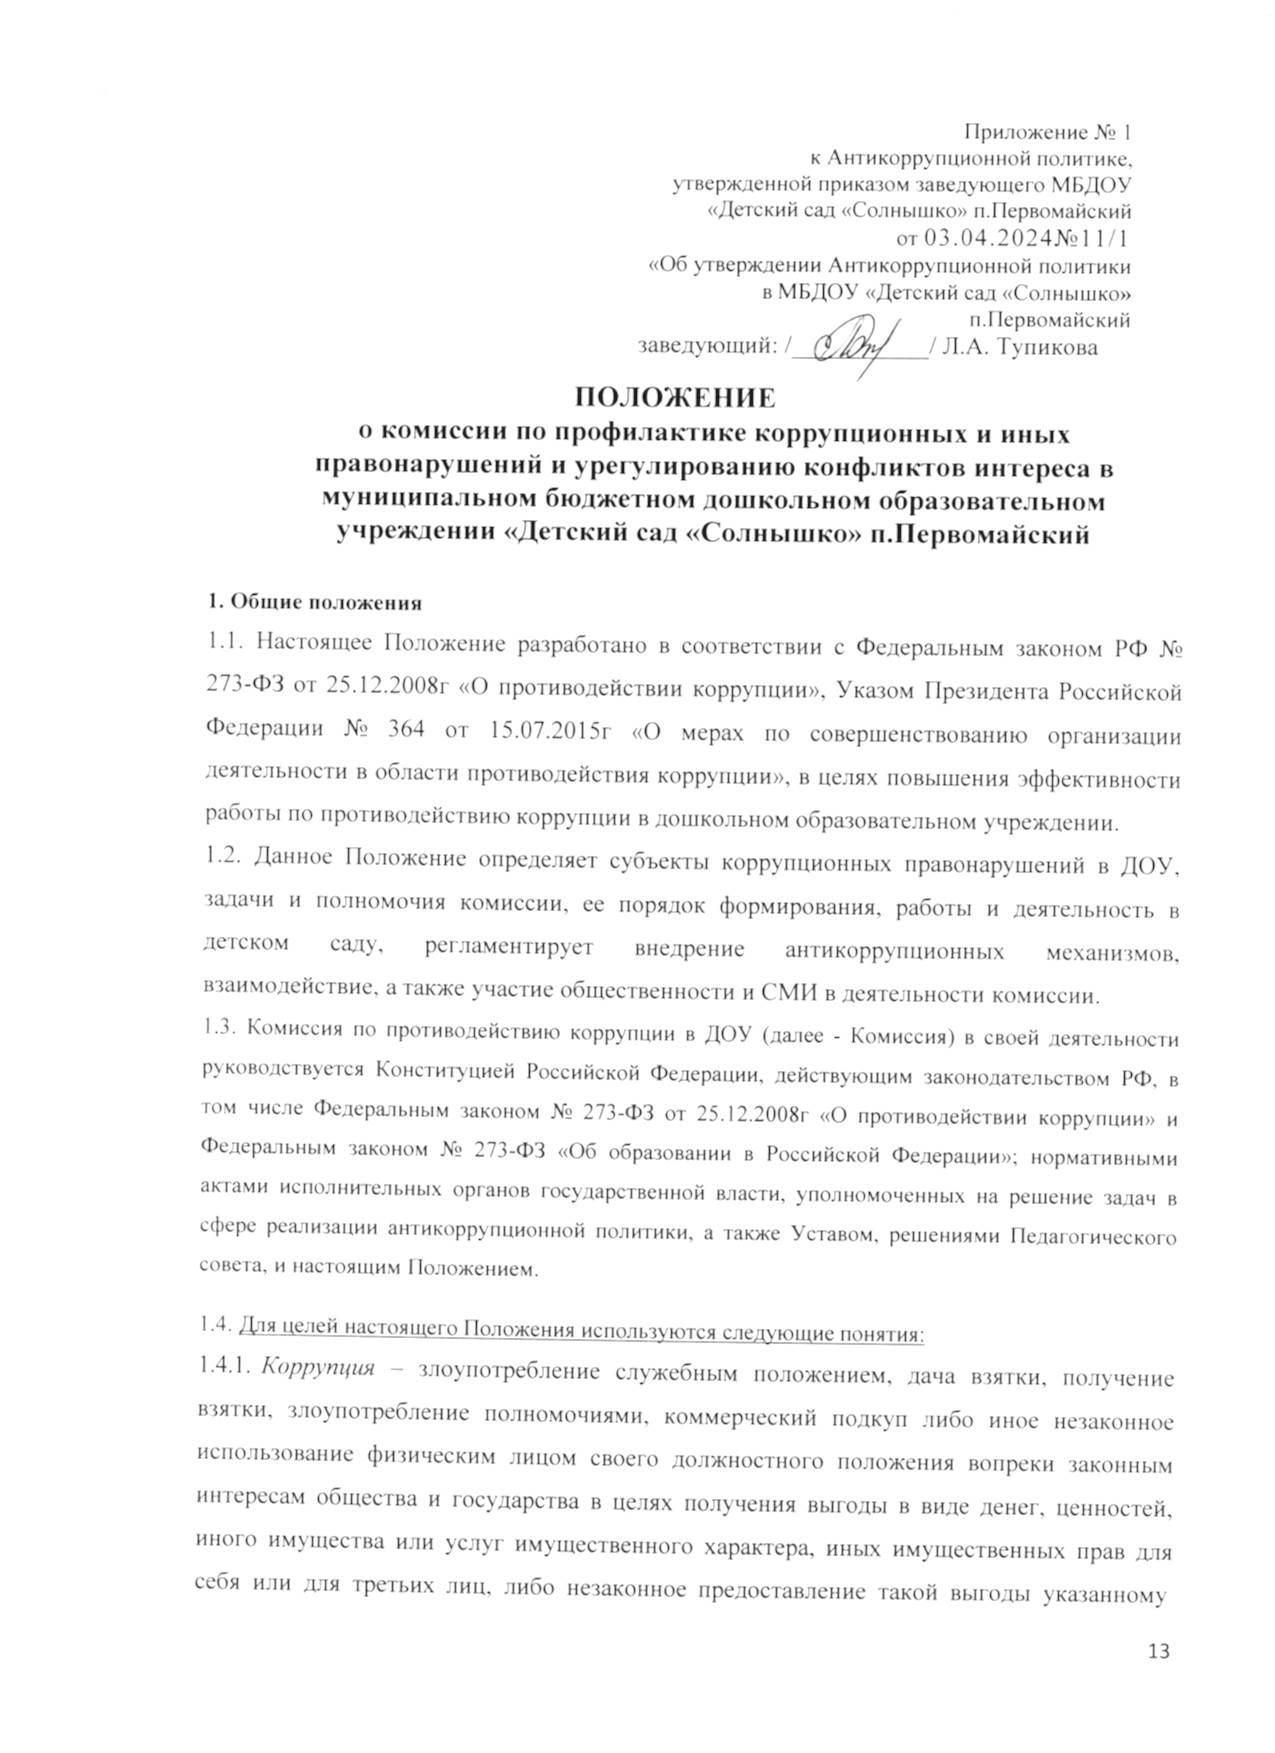 Приложение № 1
к Антикоррупционной политике,
утвержденной приказом заведующего МБДОУ
«Детский сад «Солнышко» п.Первомайский
от 03.04.2024№11/1
«Об утверждении Антикоррупционной политики
в МБДОУ «Детский сад «Солнышко»
п.Первомайский
заведующий: /__________/ Л.А. Тупикова
ПОЛОЖЕНИЕ
о комиссии по профилактике коррупционных и иных
правонарушений и урегулированию конфликтов интереса в
муниципальном бюджетном дошкольном образовательном
учреждении «Детский сад «Солнышко» п.Первомайский
1. Общие положения
1.1. Настоящее Положение разработано в соответствии с Федеральным законом РФ №
273-ФЗ от 25.12.2008г «О противодействии коррупции», Указом Президента Российской
Федерации № 364 от 15.07.2015г «О мерах по совершенствованию организации
деятельности в области противодействия коррупции», в целях повышения эффективности
работы по противодействию коррупции в дошкольном образовательном учреждении.
1.2. Данное Положение определяет субъекты коррупционных правонарушений в ДОУ,
задачи и полномочия комиссии, ее порядок формирования, работы и деятельность в
детском саду, регламентирует внедрение антикоррупционных механизмов,
взаимодействие, а также участие общественности и СМИ в деятельности комиссии.
1.3. Комиссия по противодействию коррупции в ДОУ (далее - Комиссия) в своей деятельности
руководствуется Конституцией Российской Федерации, действующим законодательством РФ, в
том числе Федеральным законом № 273-ФЗ от 25.12.2008г «О противодействии коррупции» и
Федеральным законом № 273-ФЗ «Об образовании в Российской Федерации»; нормативными
актами исполнительных органов государственной власти, уполномоченных на решение задач в
сфере реализации антикоррупционной политики, а также Уставом, решениями Педагогического
совета, и настоящим Положением.
1.4. Для целей настоящего Положения используются следующие понятия:
1.4.1. Коррупция – злоупотребление служебным положением, дача взятки, получение
взятки, злоупотребление полномочиями, коммерческий подкуп либо иное незаконное
использование физическим лицом своего должностного положения вопреки законным
интересам общества и государства в целях получения выгоды в виде денег, ценностей,
иного имущества или услуг имущественного характера, иных имущественных прав для
себя или для третьих лиц, либо незаконное предоставление такой выгоды указанному
13